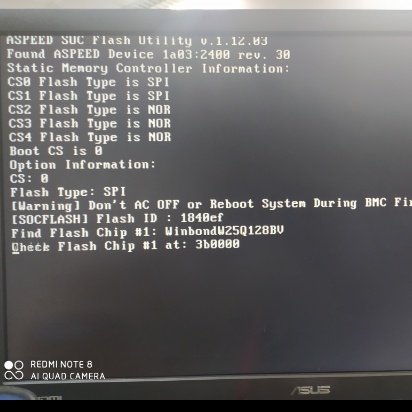 ASPEED SOC Flash Utility v.1.12.03
Found ASPEED Device 1a03:2400 rev. 30
Static Memory Controller Information:
CS0 Flash Type is SPI
CS1 Flash Type is SPI
CS2 Flash Type is NOR
CS3 Flash Type is NOR
CS4 Flash Type is NOR
Boot CS is 0
Option Information:
CS: 0
Flash Type: SPI
[Warning] Don't AC OFF or Reboot System During BMC Fi
[SOCFLASH] Flash ID : 1840ef
Find Flash Chip #1: WinbondW25Q128BV
Check Flash Chip #1 at: 3b0000
REDMI NOTE 8
AI QUAD CAMERA
ASUS
HDMI